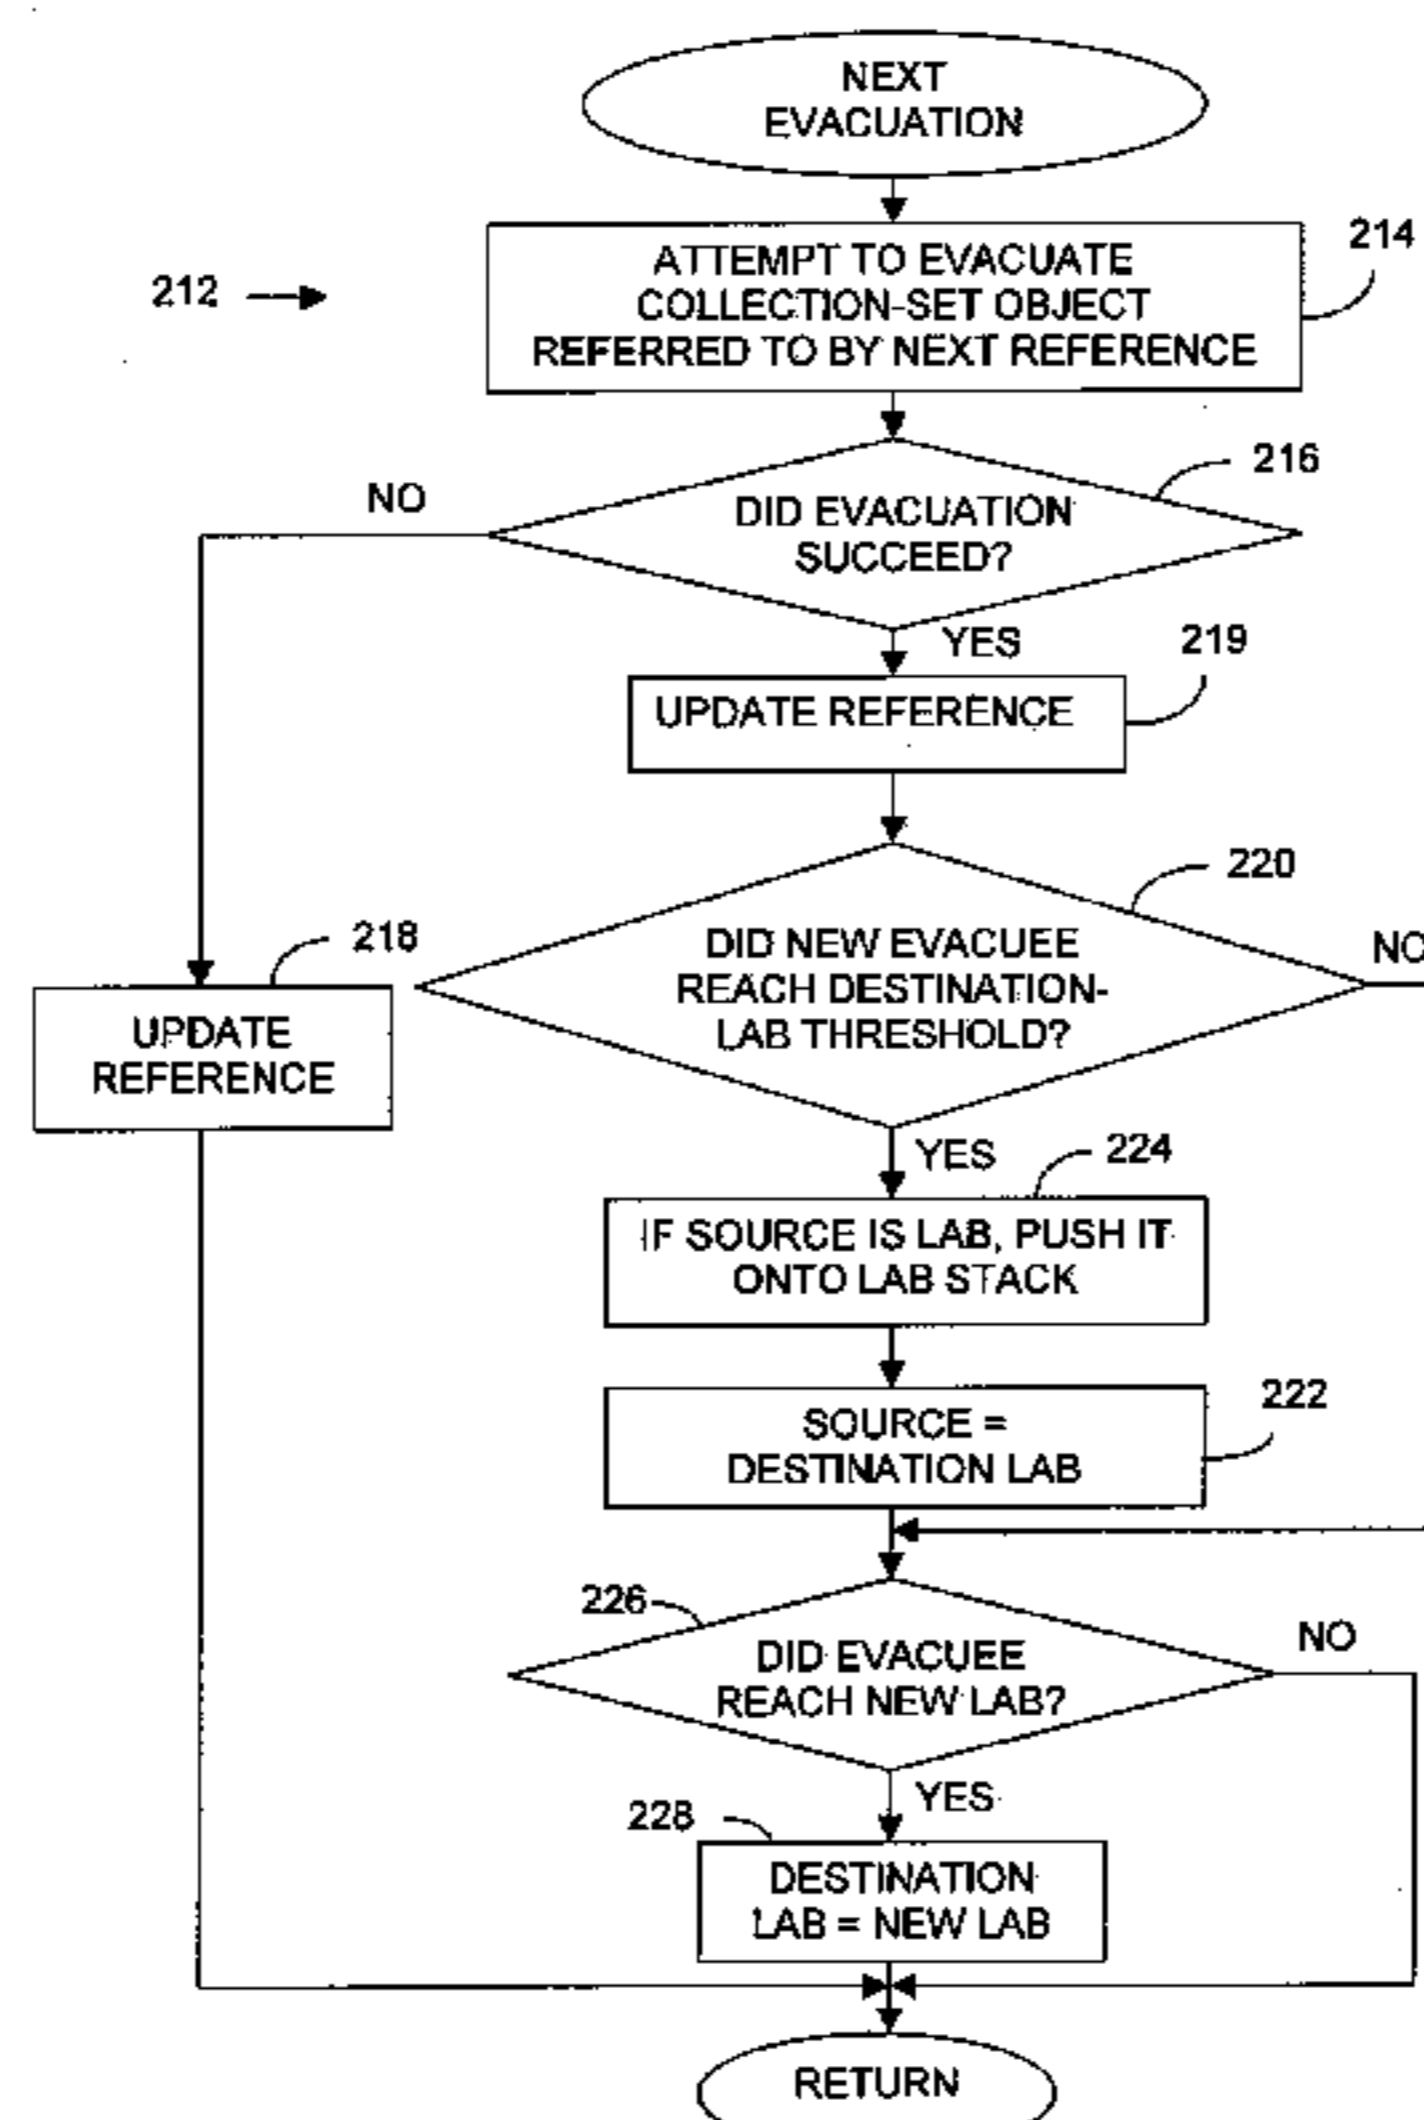 NEXT
EVACUATION
214
ATTEMPT TO EVACUATE
COLLECTION-SET OBJECT
REFERRED TO BY NEXT REFERENCE
212
216
NO
DID EVACUATION
SUCCEED?
YES
219
UPDATE REFERENCE
220
218
DID NEW EVACUEE
REACH DESTINATION-
LAB THRESHOLD?
NO
UPDATE
REFERENCE
YES
224
IF SOURCE IS LAB, PUSH IT
ONTO LAB STACK
222
SOURCE =
DESTINATION LAB
226
NO
DID EVACUEE
REACH NEW LAB?
YES
228
DESTINATION
LAB = NEW LAB
RETURN